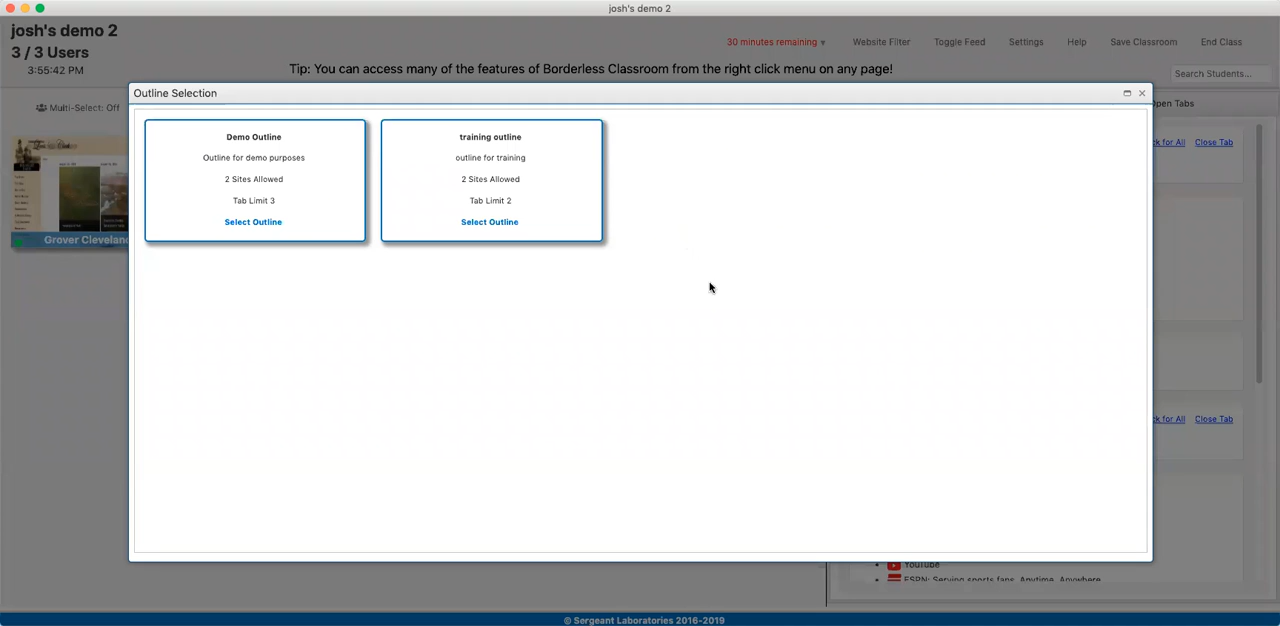 josh's demo 2
josh's demo 2
3 / 3 Users
3:55:42 PM
30 minutes remaining ▾
Website Filter
Toggle Feed
Settings
Help
Save Classroom
End Class
Tip: You can access many of the features of Borderless Classroom from the right click menu on any page!
Search Students...
Multi-Select: Off
Outline Selection
Open Tabs
Demo Outline
Outline for demo purposes
2 Sites Allowed
Tab Limit 3
Select Outline
training outline
outline for training
2 Sites Allowed
Tab Limit 2
Select Outline
for All
Close Tab
Grover Cleveland
for All
Close Tab
YouTube
ESPN: Serving sports fans. Anytime. Anywhere.
© Sergeant Laboratories 2016-2019